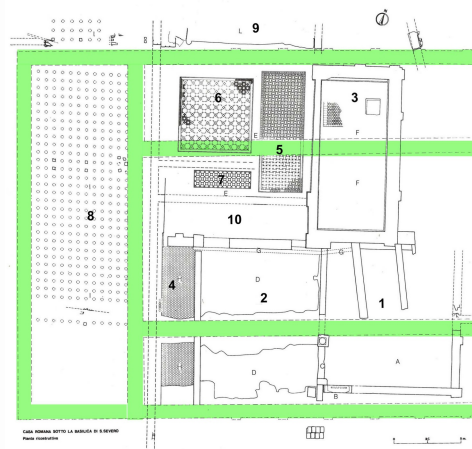 N
L 9
6
3
E
F
5
7
F
E
8
10
G
G
4
D
2
1
A
D
C
B
CASA ROMANA SOTTO LA BASILICA DI S. SEVERO
Pianta ricostruttiva